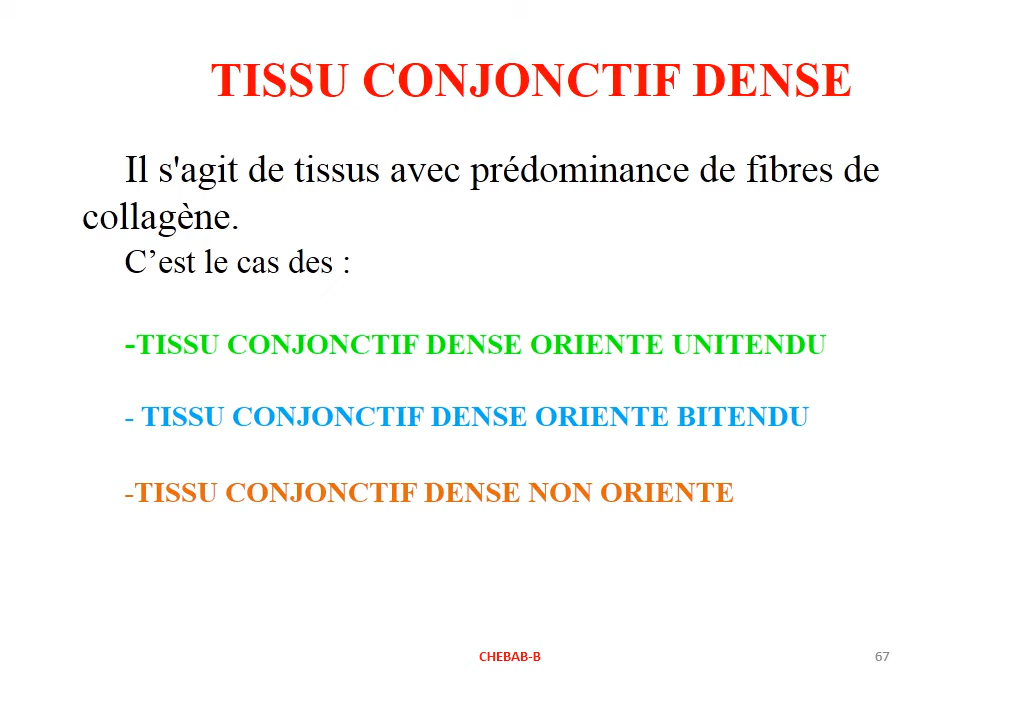 TISSU CONJONCTIF DENSE
Il s'agit de tissus avec prédominance de fibres de
collagène.
C’est le cas des :
-TISSU CONJONCTIF DENSE ORIENTE UNITENDU
- TISSU CONJONCTIF DENSE ORIENTE BITENDU
-TISSU CONJONCTIF DENSE NON ORIENTE
CHEBAB-B
67